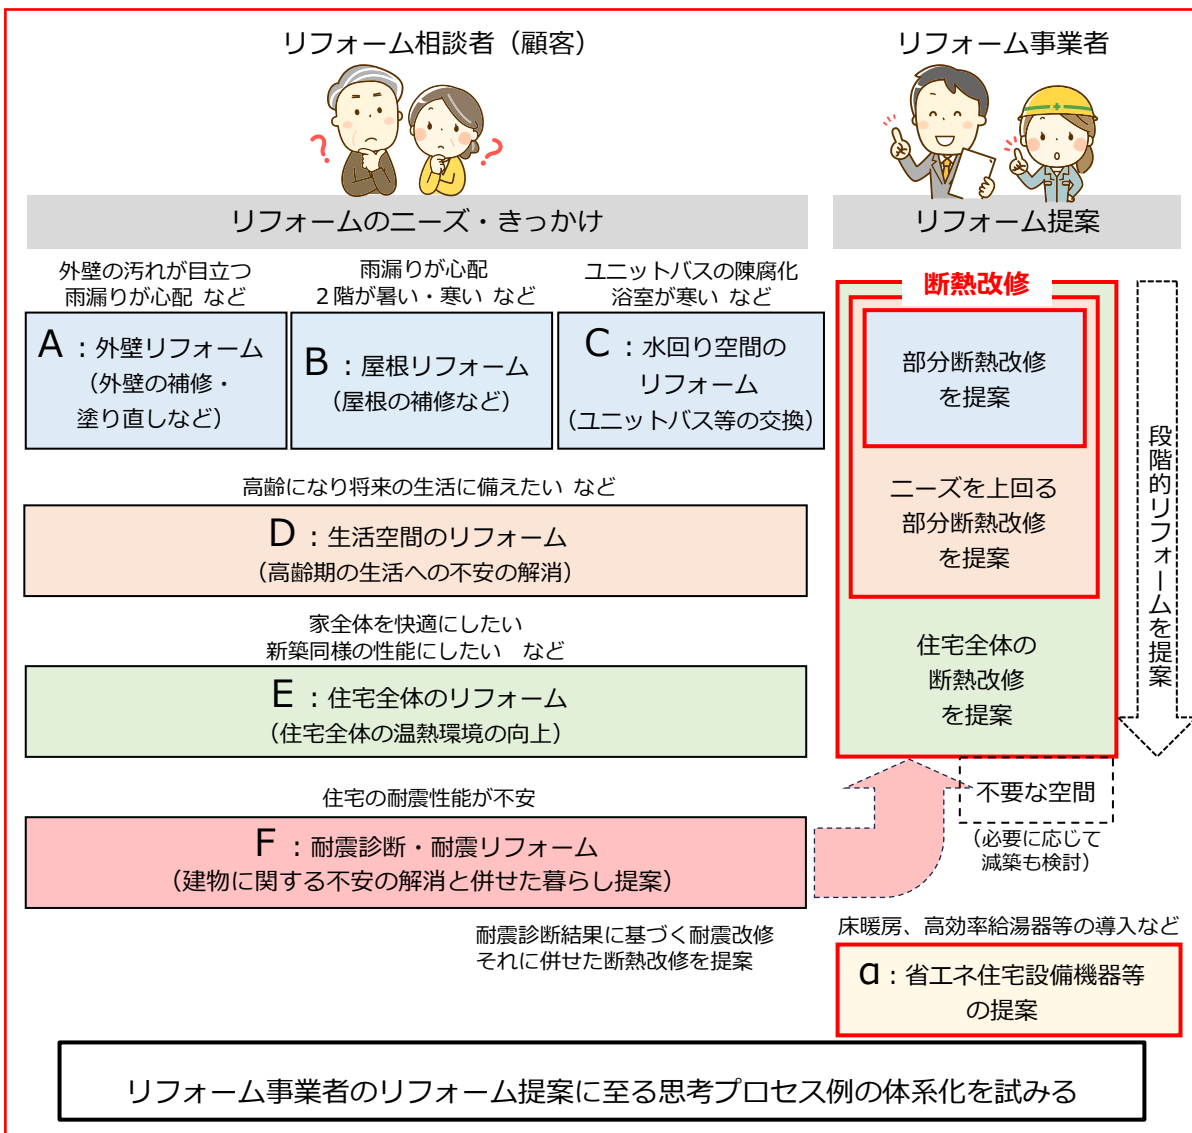 リフォーム相談者（顧客）
リフォーム事業者
リフォームのニーズ・きっかけ
リフォーム提案
外壁の汚れが目立つ
雨漏りが心配 など
雨漏りが心配
２階が暑い・寒い など
ユニットバスの陳腐化
浴室が寒い など
A：外壁リフォーム
（外壁の補修・
塗り直しなど）
B：屋根リフォーム
（屋根の補修など）
C：水回り空間の
リフォーム
（ユニットバス等の交換）
断熱改修
部分断熱改修
を提案
ニーズを上回る
部分断熱改修
を提案
住宅全体の
断熱改修
を提案
段階的リフォームを提案
高齢になり将来の生活に備えたい など
D：生活空間のリフォーム
（高齢期の生活への不安の解消）
家全体を快適にしたい
新築同様の性能にしたい　など
E：住宅全体のリフォーム
（住宅全体の温熱環境の向上）
住宅の耐震性能が不安
F：耐震診断・耐震リフォーム
（建物に関する不安の解消と併せた暮らし提案）
不要な空間
（必要に応じて
減築も検討）
耐震診断結果に基づく耐震改修
それに併せた断熱改修を提案
床暖房、高効率給湯器等の導入など
α：省エネ住宅設備機器等
の提案
リフォーム事業者のリフォーム提案に至る思考プロセス例の体系化を試みる